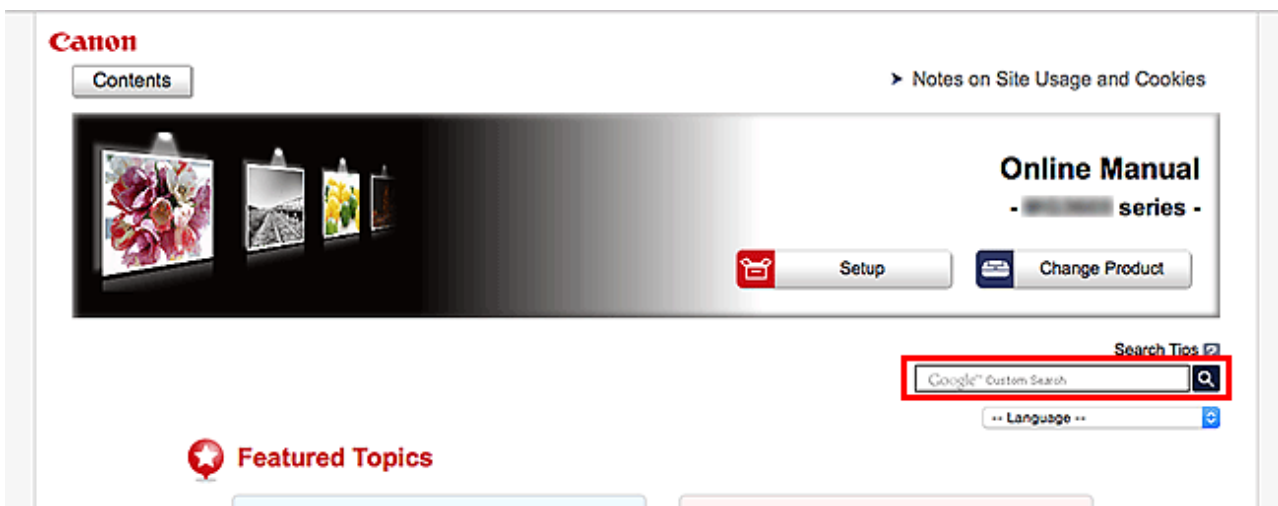 Canon
Contents
➤ Notes on Site Usage and Cookies
Online Manual
- series -
Setup
Change Product
Search Tips
Google™ Custom Search
-- Language --
Featured Topics